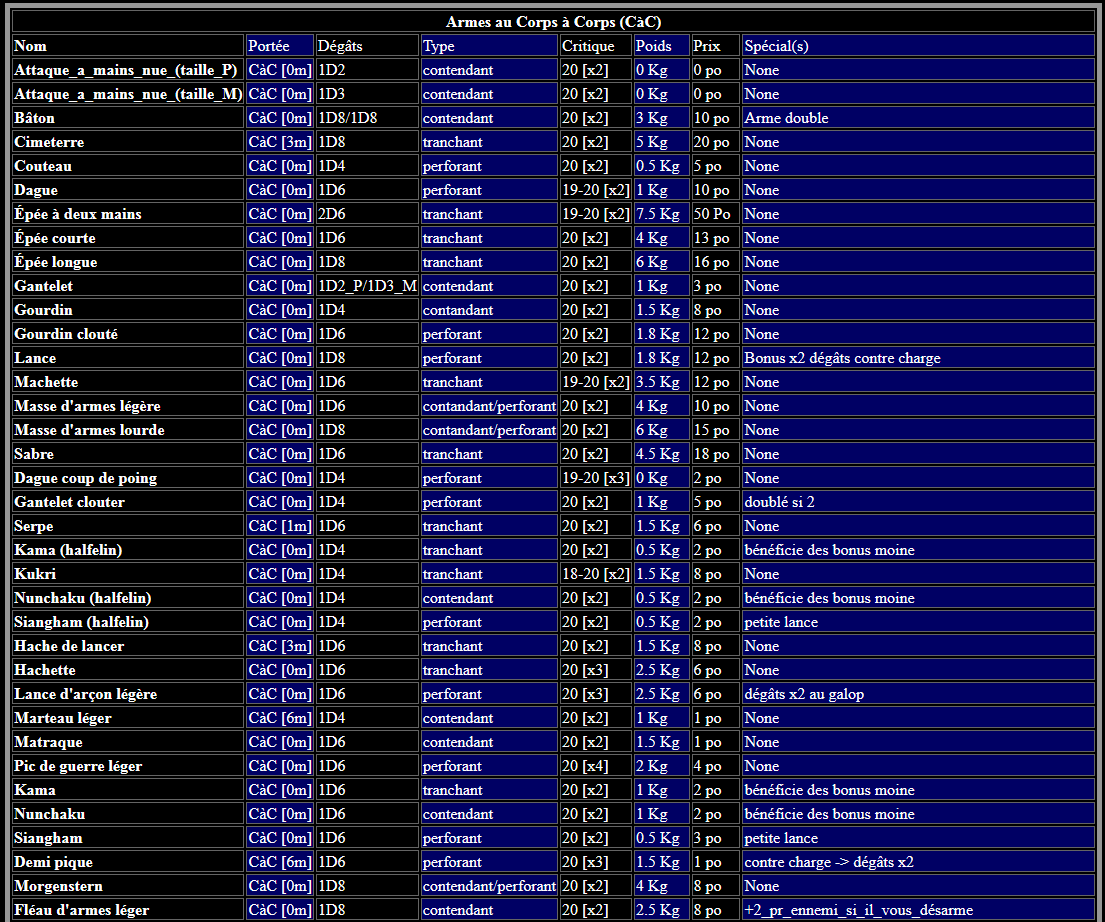 Armes au Corps à Corps (CàC)
Nom Portée Dégâts Type Critique Poids Prix Spécial(s)
Attaque_a_mains_nue_(taille_P) CàC [0m] 1D2 contendant 20 [x2] 0 Kg 0 po None
Attaque_a_mains_nue_(taille_M) CàC [0m] 1D3 contendant 20 [x2] 0 Kg 0 po None
Bâton CàC [0m] 1D8/1D8 contendant 20 [x2] 3 Kg 10 po Arme double
Cimeterre CàC [3m] 1D8 tranchant 20 [x2] 5 Kg 20 po None
Couteau CàC [0m] 1D4 perforant 20 [x2] 0.5 Kg 5 po None
Dague CàC [0m] 1D6 perforant 19-20 [x2] 1 Kg 10 po None
Épée à deux mains CàC [0m] 2D6 tranchant 19-20 [x2] 7.5 Kg 50 Po None
Épée courte CàC [0m] 1D6 tranchant 20 [x2] 4 Kg 13 po None
Épée longue CàC [0m] 1D8 tranchant 20 [x2] 6 Kg 16 po None
Gantelet CàC [0m] 1D2_P/1D3_M contendant 20 [x2] 1 Kg 3 po None
Gourdin CàC [0m] 1D4 contandant 20 [x2] 1.5 Kg 8 po None
Gourdin clouté CàC [0m] 1D6 perforant 20 [x2] 1.8 Kg 12 po None
Lance CàC [0m] 1D8 perforant 20 [x2] 1.8 Kg 12 po Bonus x2 dégâts contre charge
Machette CàC [0m] 1D6 tranchant 19-20 [x2] 3.5 Kg 12 po None
Masse d'armes légère CàC [0m] 1D6 contandant/perforant 20 [x2] 4 Kg 10 po None
Masse d'armes lourde CàC [0m] 1D8 contandant/perforant 20 [x2] 6 Kg 15 po None
Sabre CàC [0m] 1D6 tranchant 20 [x2] 4.5 Kg 18 po None
Dague coup de poing CàC [0m] 1D4 perforant 19-20 [x3] 0 Kg 2 po None
Gantelet clouter CàC [0m] 1D4 perforant 20 [x2] 1 Kg 5 po doublé si 2
Serpe CàC [1m] 1D6 tranchant 20 [x2] 1.5 Kg 6 po None
Kama (halfelin) CàC [0m] 1D4 tranchant 20 [x2] 0.5 Kg 2 po bénéficie des bonus moine
Kukri CàC [0m] 1D4 tranchant 18-20 [x2] 1.5 Kg 8 po None
Nunchaku (halfelin) CàC [0m] 1D4 contendant 20 [x2] 0.5 Kg 2 po bénéficie des bonus moine
Siangham (halfelin) CàC [0m] 1D4 perforant 20 [x2] 0.5 Kg 2 po petite lance
Hache de lancer CàC [3m] 1D6 tranchant 20 [x2] 1.5 Kg 8 po None
Hachette CàC [0m] 1D6 tranchant 20 [x3] 2.5 Kg 6 po None
Lance d'arçon légère CàC [0m] 1D6 perforant 20 [x3] 2.5 Kg 6 po dégâts x2 au galop
Marteau léger CàC [6m] 1D4 contendant 20 [x2] 1 Kg 1 po None
Matraque CàC [0m] 1D6 contendant 20 [x2] 1.5 Kg 1 po None
Pic de guerre léger CàC [0m] 1D6 perforant 20 [x4] 2 Kg 4 po None
Kama CàC [0m] 1D6 tranchant 20 [x2] 1 Kg 2 po bénéficie des bonus moine
Nunchaku CàC [0m] 1D6 contendant 20 [x2] 1 Kg 2 po bénéficie des bonus moine
Siangham CàC [0m] 1D6 perforant 20 [x2] 0.5 Kg 3 po petite lance
Demi pique CàC [6m] 1D6 perforant 20 [x3] 1.5 Kg 1 po contre charge -> dégâts x2
Morgenstern CàC [0m] 1D8 contendant/perforant 20 [x2] 4 Kg 8 po None
Fléau d'armes léger CàC [0m] 1D8 contendant 20 [x2] 2.5 Kg 8 po +2_pr_ennemi_si_il_vous_désarme